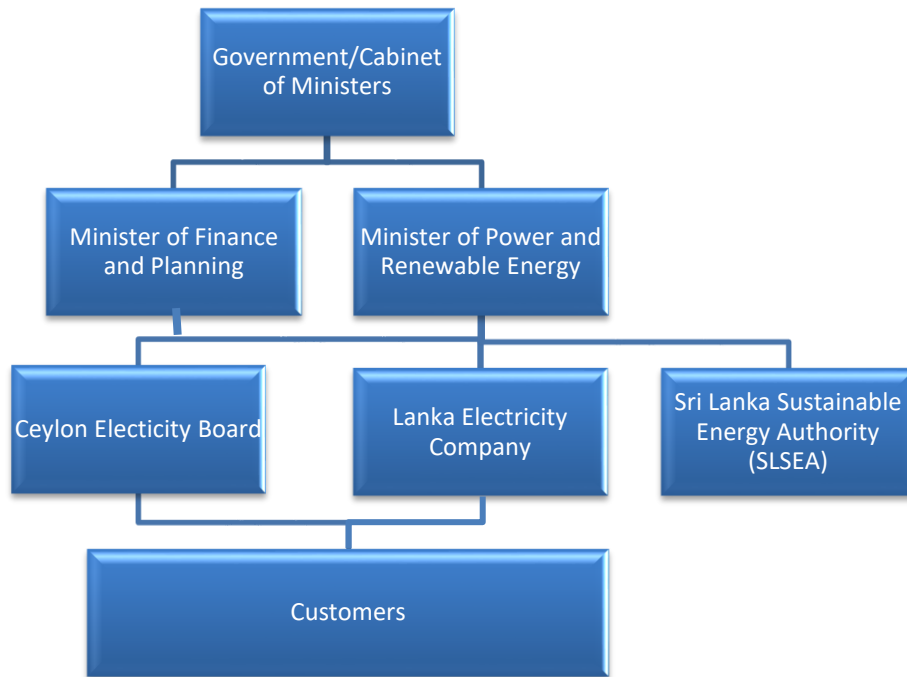 Government/Cabinet
of Ministers
Minister of Finance
and Planning
Minister of Power and
Renewable Energy
Ceylon Electicity Board
Lanka Electricity
Company
Sri Lanka Sustainable
Energy Authority
(SLSEA)
Customers